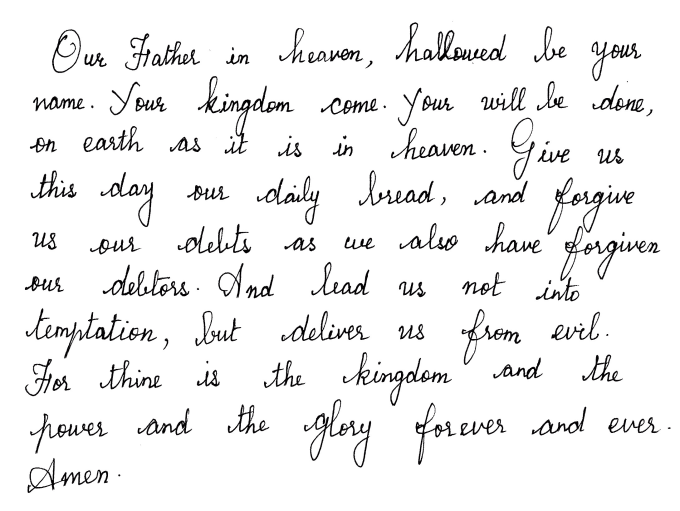 Our Father in heaven, hallowed be your
name. Your kingdom come. Your will be done,
on earth as it is in heaven. Give us
this day our daily bread, and forgive
us our debts as we also have forgiven
our debtors. And lead us not into
temptation, but deliver us from evil.
For thine is the kingdom and the
power and the glory forever and ever.
Amen.